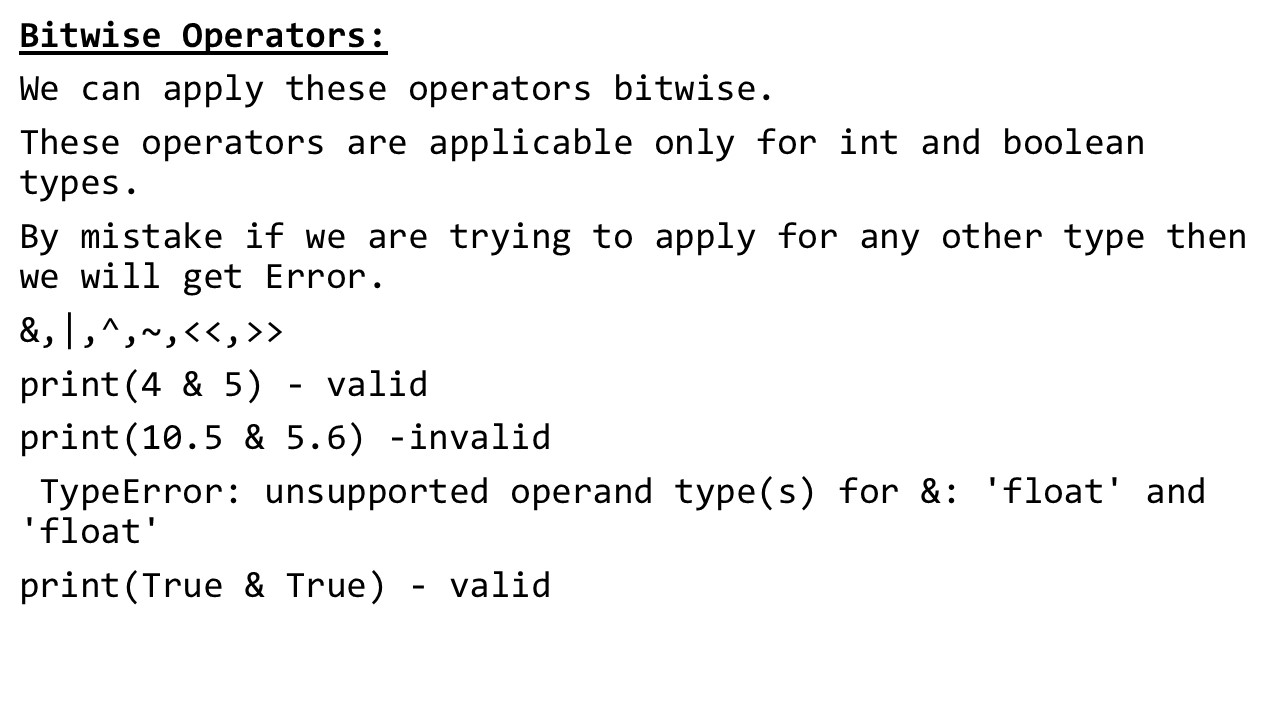 Bitwise Operators:
We can apply these operators bitwise.
These operators are applicable only for int and boolean
types.
By mistake if we are trying to apply for any other type then
we will get Error.
&,|,^,~,<<,>>
print(4 & 5) - valid
print(10.5 & 5.6) -invalid
TypeError: unsupported operand type(s) for &: 'float' and
'float'
print(True & True) - valid